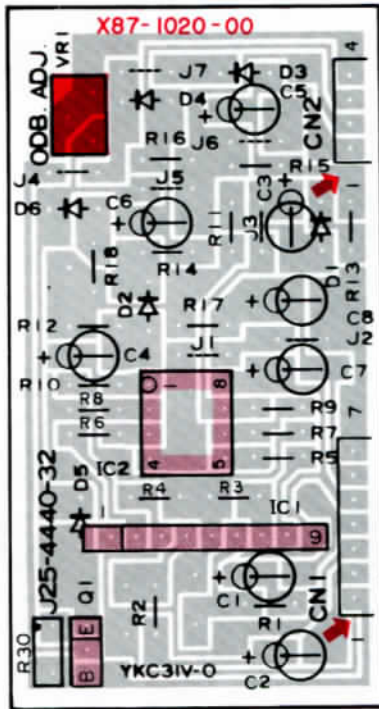 X87-1020-00
ODB. ADJ.
VR1
J7
D3
4
D4
C5
CN2
R16
J6
J4
J5
R15
C3
1
D6
C6
R11
J3
R14
R18
D1
R13
D2
R17
C8
R12
J1
J2
C4
R10
C7
R8
1
8
R9
7
R6
R7
R5
IC2
4
5
D5
R4
R3
IC1
1
9
J25-4440-32
Q1
C1
R1
CN1
R2
R30
E
B
1
YKC31V-0
C2